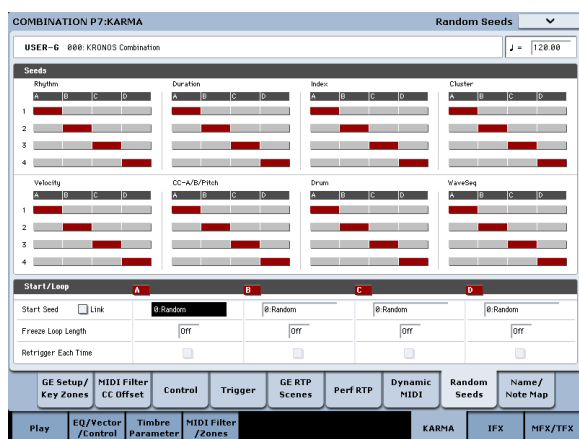 COMBINATION P7:KARMA Random Seeds
USER-G 000: KRONOS Combination ♩ = 120.00
Seeds
Rhythm Duration Index Cluster
A B C D A B C D A B C D A B C D
1
2
3
4
Velocity CC-A/B/Pitch Drum WaveSeq
A B C D A B C D A B C D A B C D
1
2
3
4
Start/Loop A B C D
Start Seed Link 0:Random 0:Random 0:Random 0:Random
Freeze Loop Length Off Off Off Off
Retrigger Each Time
GE Setup/ MIDI Filter Control Trigger GE RTP Perf RTP Dynamic Random Name/
Key Zones CC Offset Scenes MIDI Seeds Note Map
Play EQ/Vector Timbre MIDI Filter KARMA IFX MFX/TFX
/Control Parameter /Zones